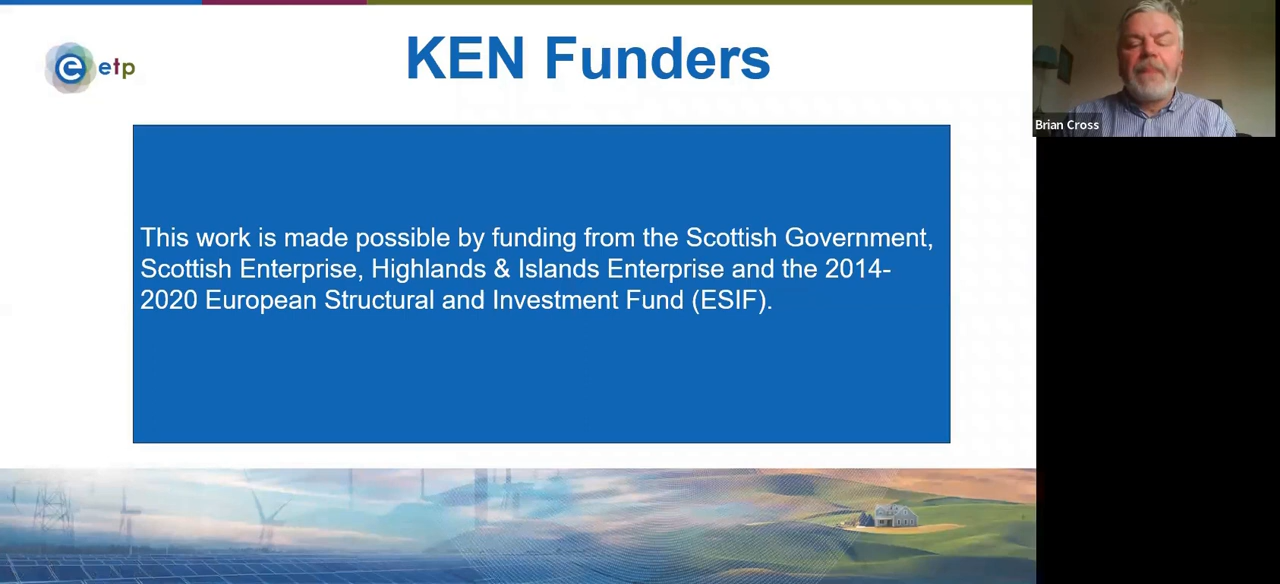 etp
KEN Funders
Brian Cross
This work is made possible by funding from the Scottish Government,
Scottish Enterprise, Highlands & Islands Enterprise and the 2014-
2020 European Structural and Investment Fund (ESIF).